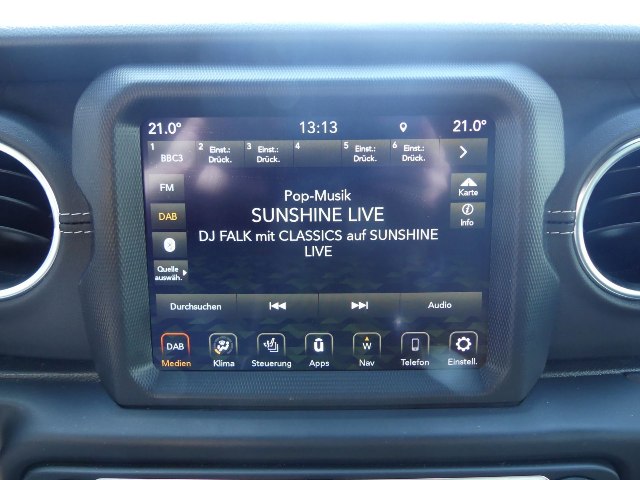 21.0° 13:13 21.0°
1 2 Einst.: 3 Einst.: 4 5 Einst.: 6 Einst.:
BBC3 Drück. Drück. Drück. Drück.
FM
Karte
Pop-Musik
DAB SUNSHINE LIVE
Info
DJ FALK mit CLASSICS auf SUNSHINE
LIVE
Quelle
auswäh.
Durchsuchen Audio
DAB W
Medien Klima Steuerung Apps Nav Telefon Einstell.